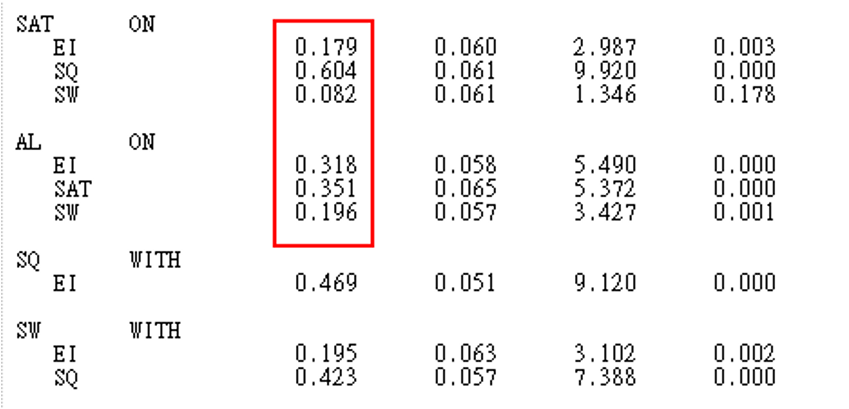 SAT ON
EI 0.179 0.060 2.987 0.003
SQ 0.604 0.061 9.920 0.000
SW 0.082 0.061 1.346 0.178
AL ON
EI 0.318 0.058 5.490 0.000
SAT 0.351 0.065 5.372 0.000
SW 0.196 0.057 3.427 0.001
SQ WITH
EI 0.469 0.051 9.120 0.000
SW WITH
EI 0.195 0.063 3.102 0.002
SQ 0.423 0.057 7.388 0.000